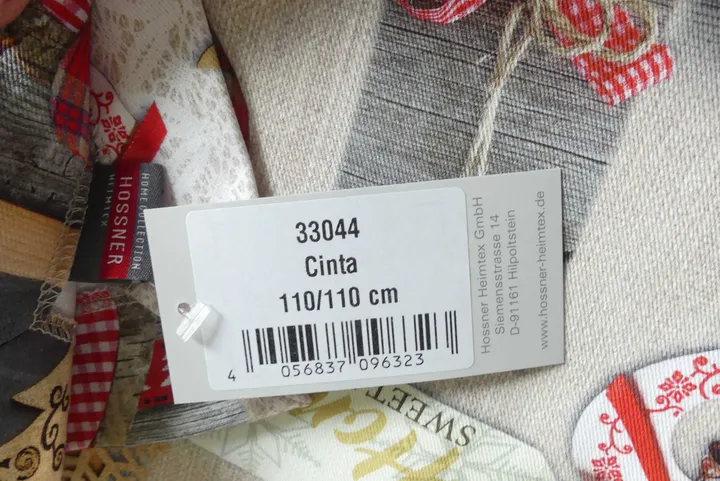 33044
Cinta
110/110 cm
4 056837 096323
Hossner Heimtex GmbH
Siemensstrasse 14
D-91161 Hilpoltstein
www.hossner-heimtex.de
HOME COLLECTION
HOSSNER
HEIMTEX
SWEET